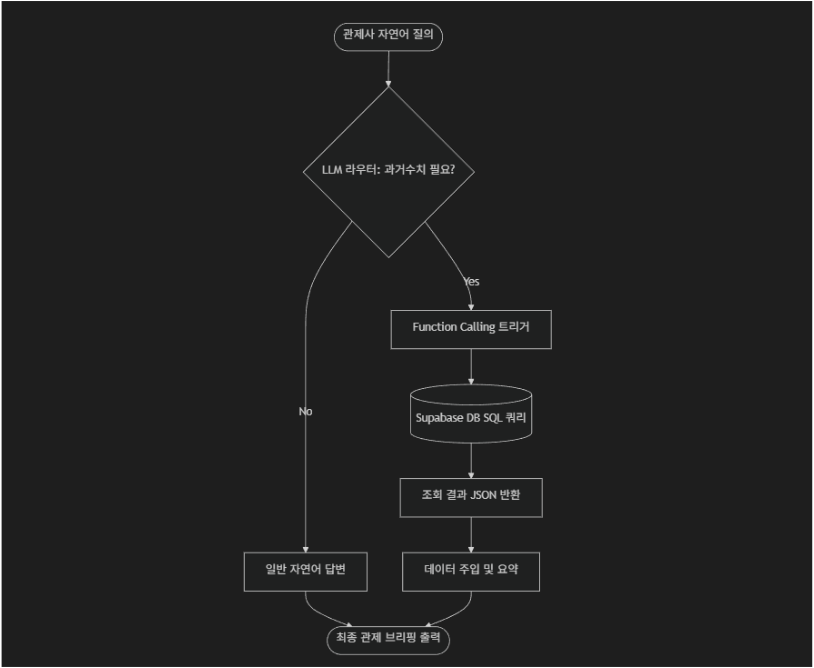 관제사 자연어 질의
LLM 라우터: 과거수치 필요?
Yes
Function Calling 트리거
No
Supabase DB SQL 쿼리
조회 결과 JSON 반환
일반 자연어 답변
데이터 주입 및 요약
최종 관제 브리핑 출력